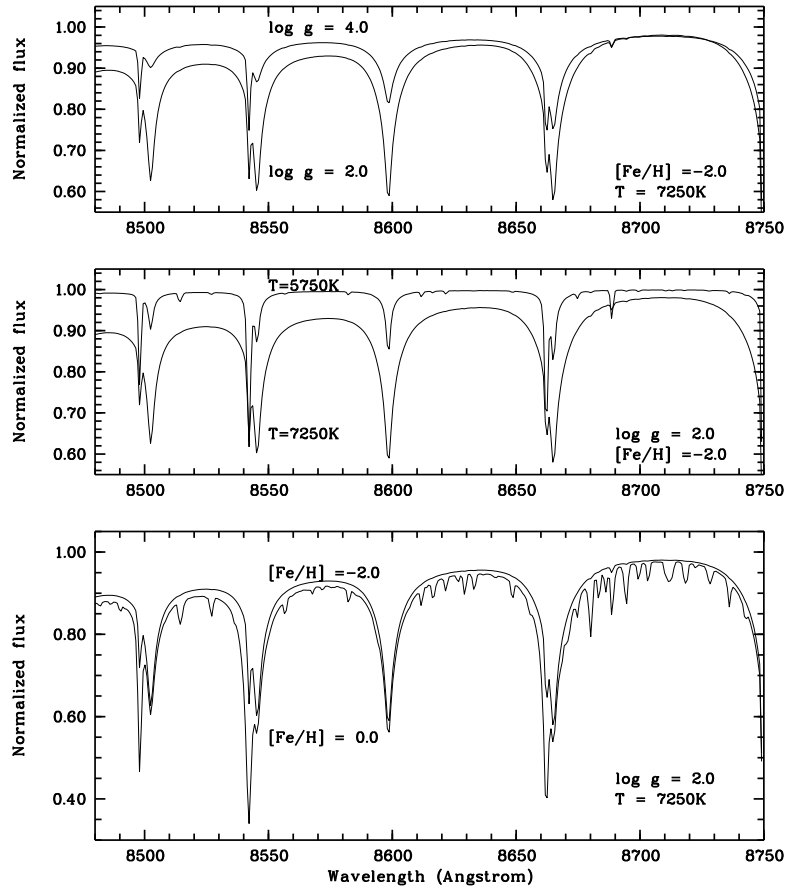 log g = 4.0
1.00
0.90
0.80
0.70
0.60
Normalized flux
log g = 2.0
[Fe/H] =-2.0
T = 7250K
8500 8550 8600 8650 8700 8750
T=5750K
1.00
0.90
0.80
0.70
0.60
Normalized flux
T=7250K
log g = 2.0
[Fe/H] =-2.0
8500 8550 8600 8650 8700 8750
1.00
0.80
0.60
0.40
Normalized flux
[Fe/H] =-2.0
[Fe/H] = 0.0
log g = 2.0
T = 7250K
8500 8550 8600 8650 8700 8750
Wavelength (Angstrom)